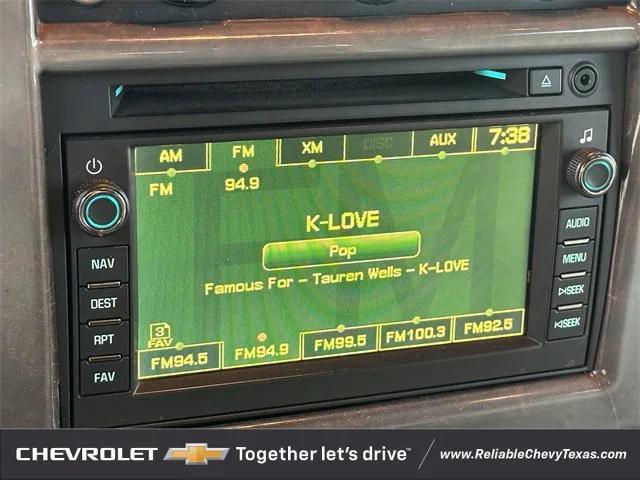 AM FM XM DISC AUX 7:38
FM 94.9
FM
K-LOVE
Pop
Famous For - Tauren Wells - K-LOVE
3
FAV
FM94.5 FM94.9 FM99.5 FM100.3 FM92.5
NAV
DEST
RPT
FAV
AUDIO
MENU
SEEK
SEEK
CHEVROLET Together let's drive™ www.ReliableChevyTexas.com